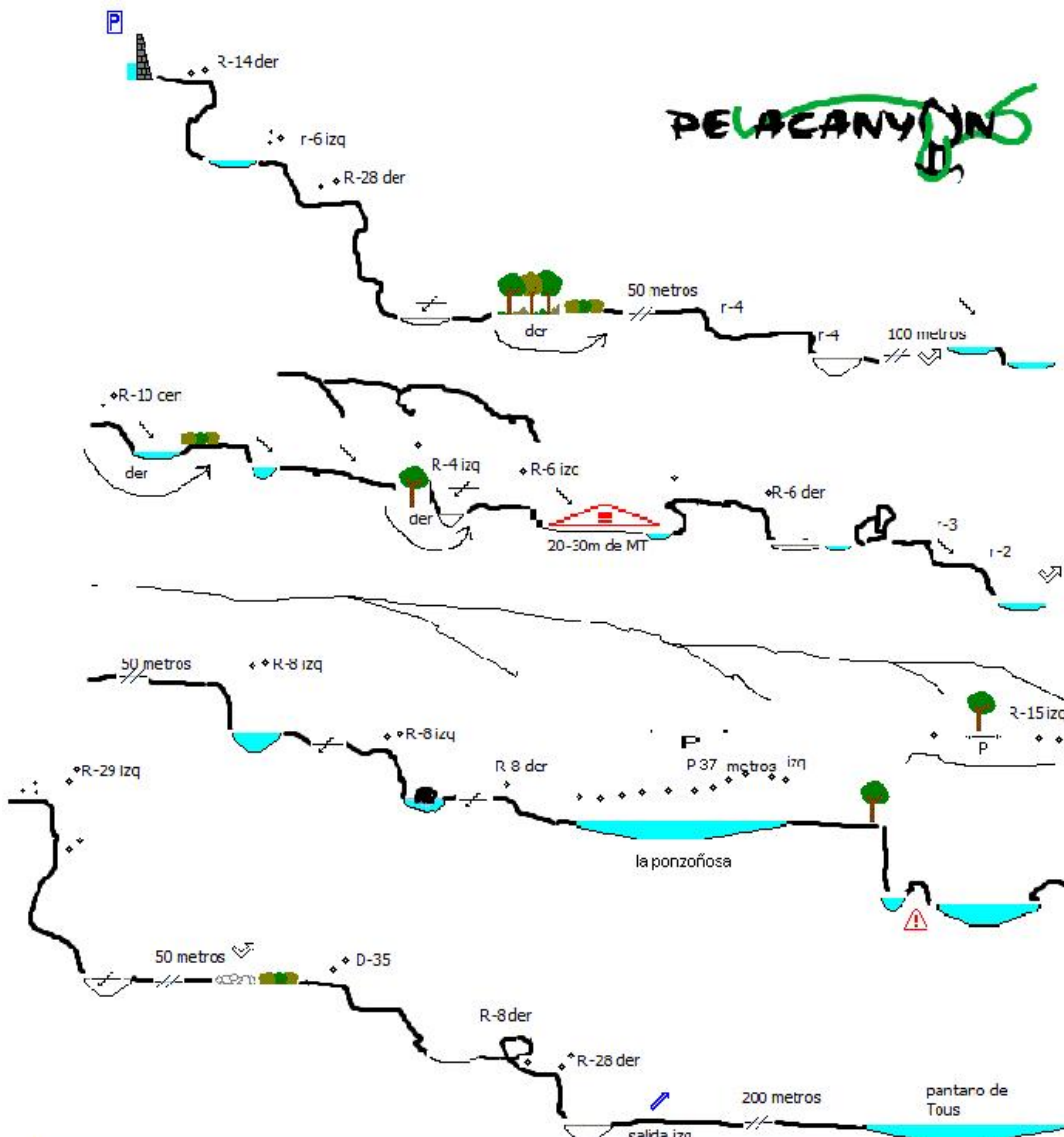 P
R-14 der
PELACANYON
r-6 izq
R-28 der
50 metros
r-4
der
r-4
100 metros
R-10 cen
der
R-4 izq
R-6 izc
R-6 der
der
20-30m de MT
r-3
r-2
50 metros
R-8 izq
R-15 izq
P
R-8 izq
R-8 der
P 37 metros izq
R-29 izq
la ponzoñosa
50 metros
D-35
R-8 der
R-28 der
200 metros
pantaro de
Tous
salida izq